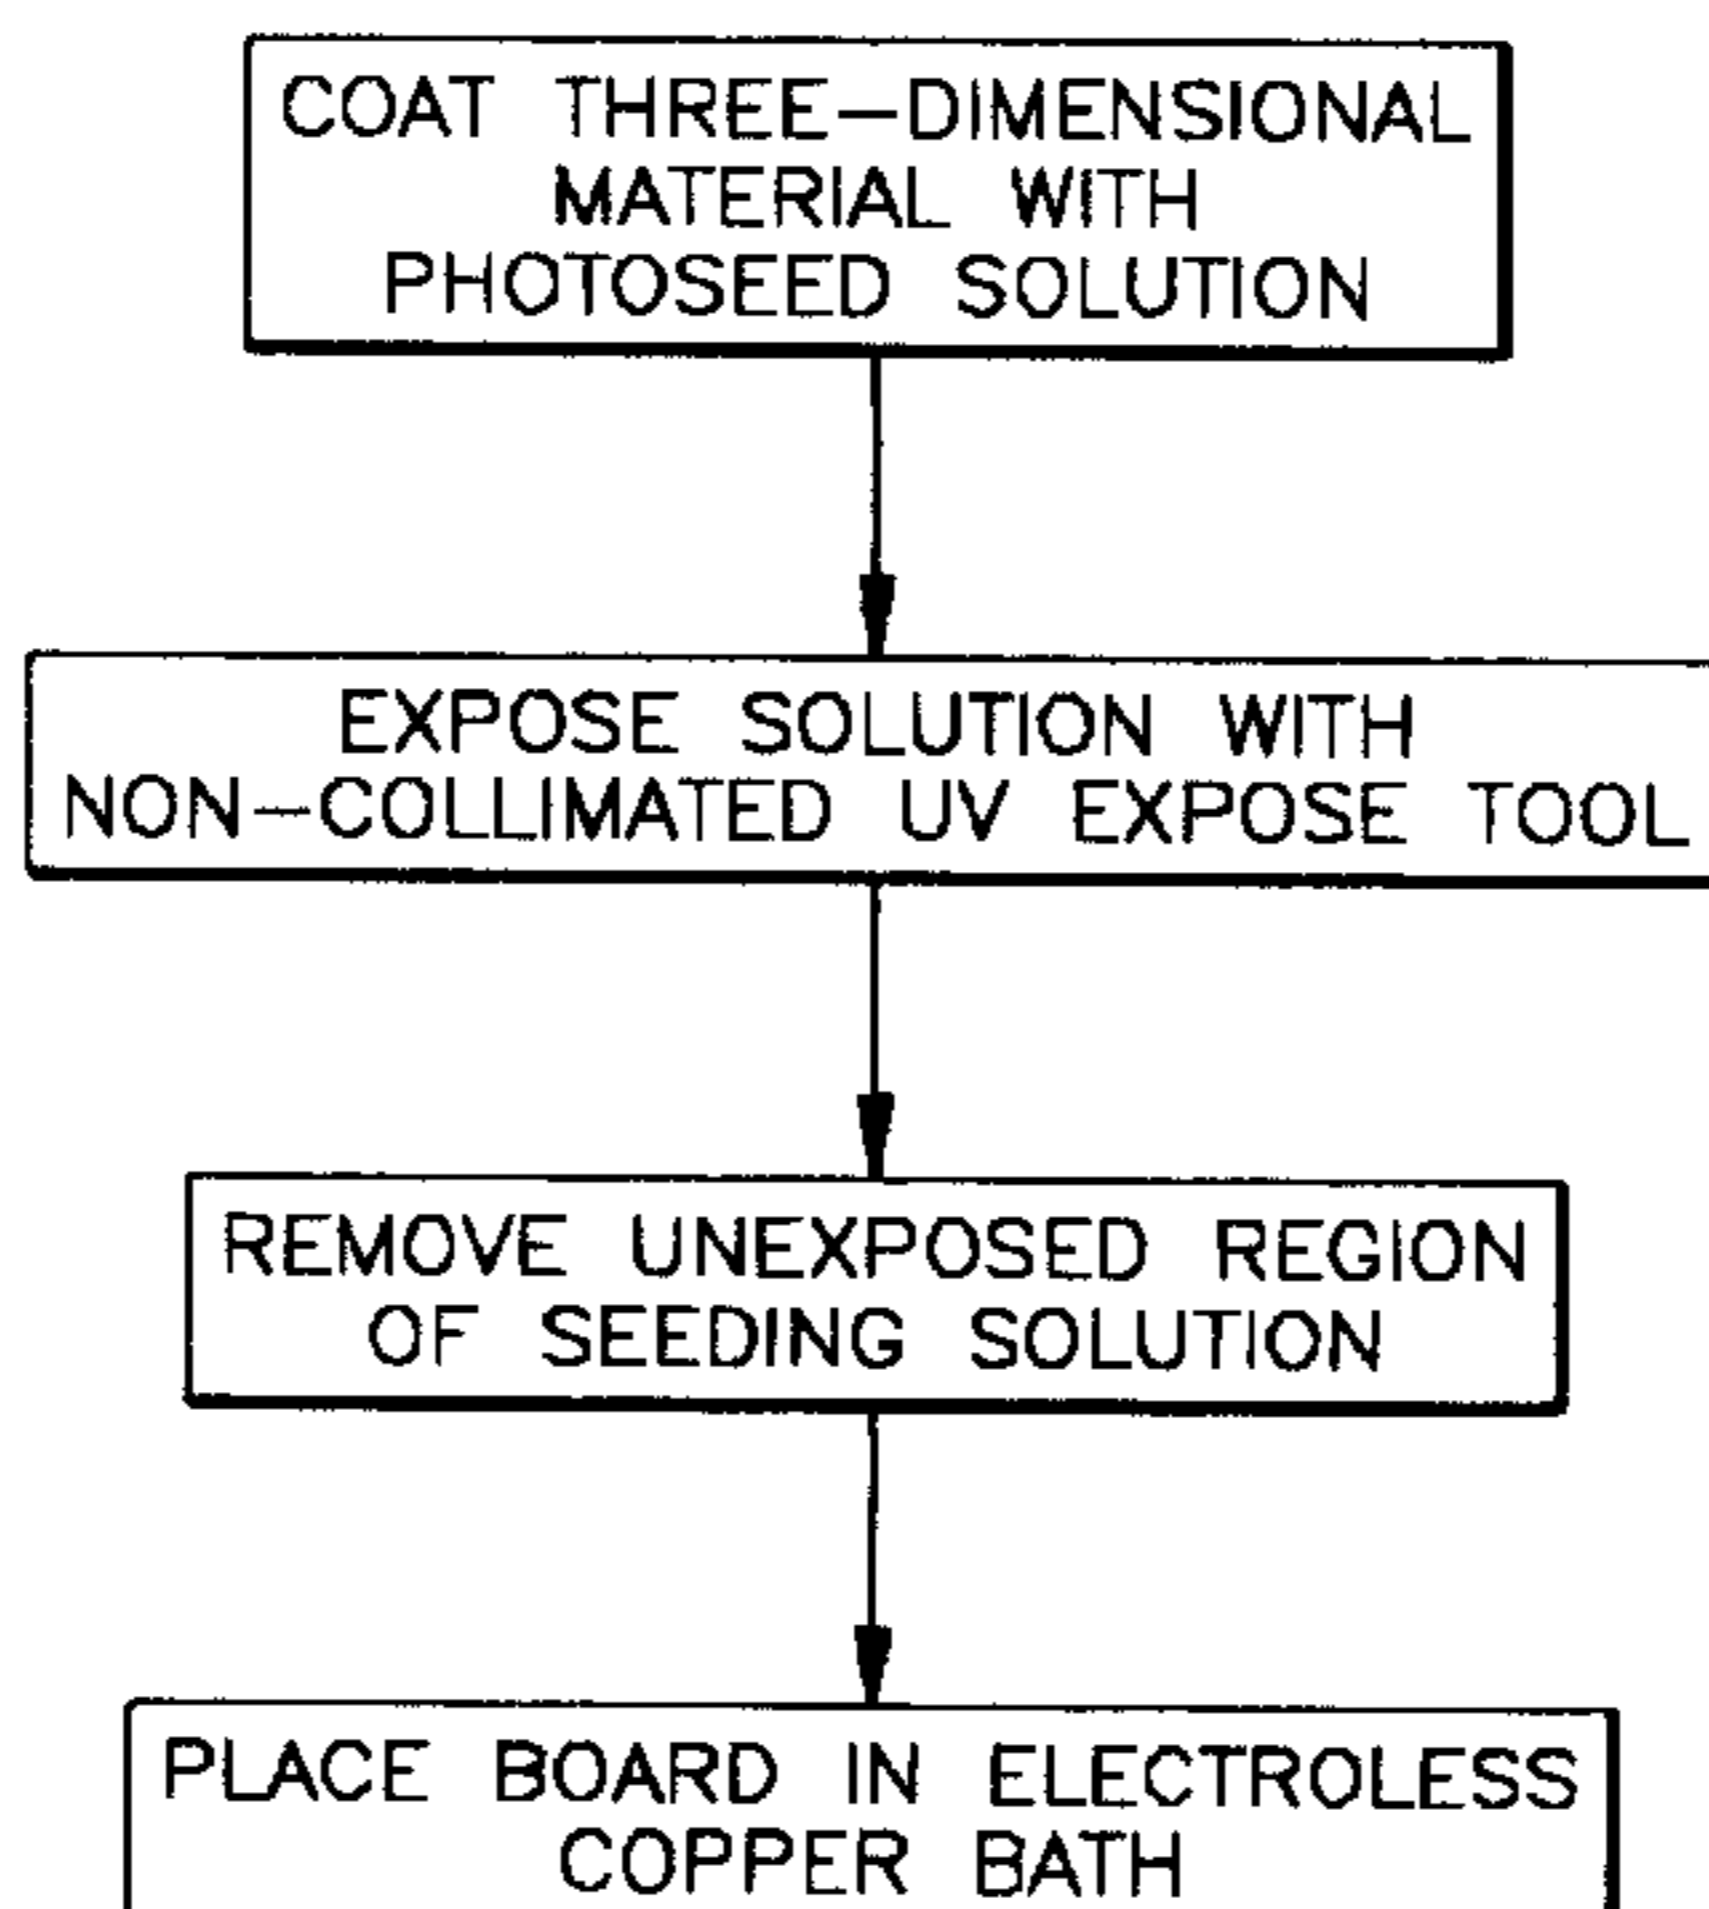 COAT THREE-DIMENSIONAL
MATERIAL WITH
PHOTOSEED SOLUTION
EXPOSE SOLUTION WITH
NON-COLLIMATED UV EXPOSE TOOL
REMOVE UNEXPOSED REGION
OF SEEDING SOLUTION
PLACE BOARD IN ELECTROLESS
COPPER BATH